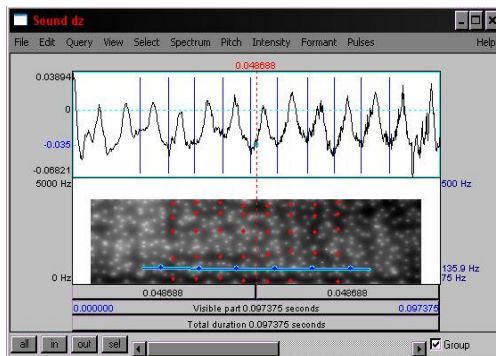 Sound dz
File Edit Query View Select Spectrum Pitch Intensity Formant Pulses Help
0.048688
0.03894
0
-0.035
-0.06821
5000 Hz 500 Hz
135.9 Hz
0 Hz 75 Hz
0.048688 0.048688
0.000000 Visible part 0.097375 seconds 0.097375
Total duration 0.097375 seconds
all in out sel Group